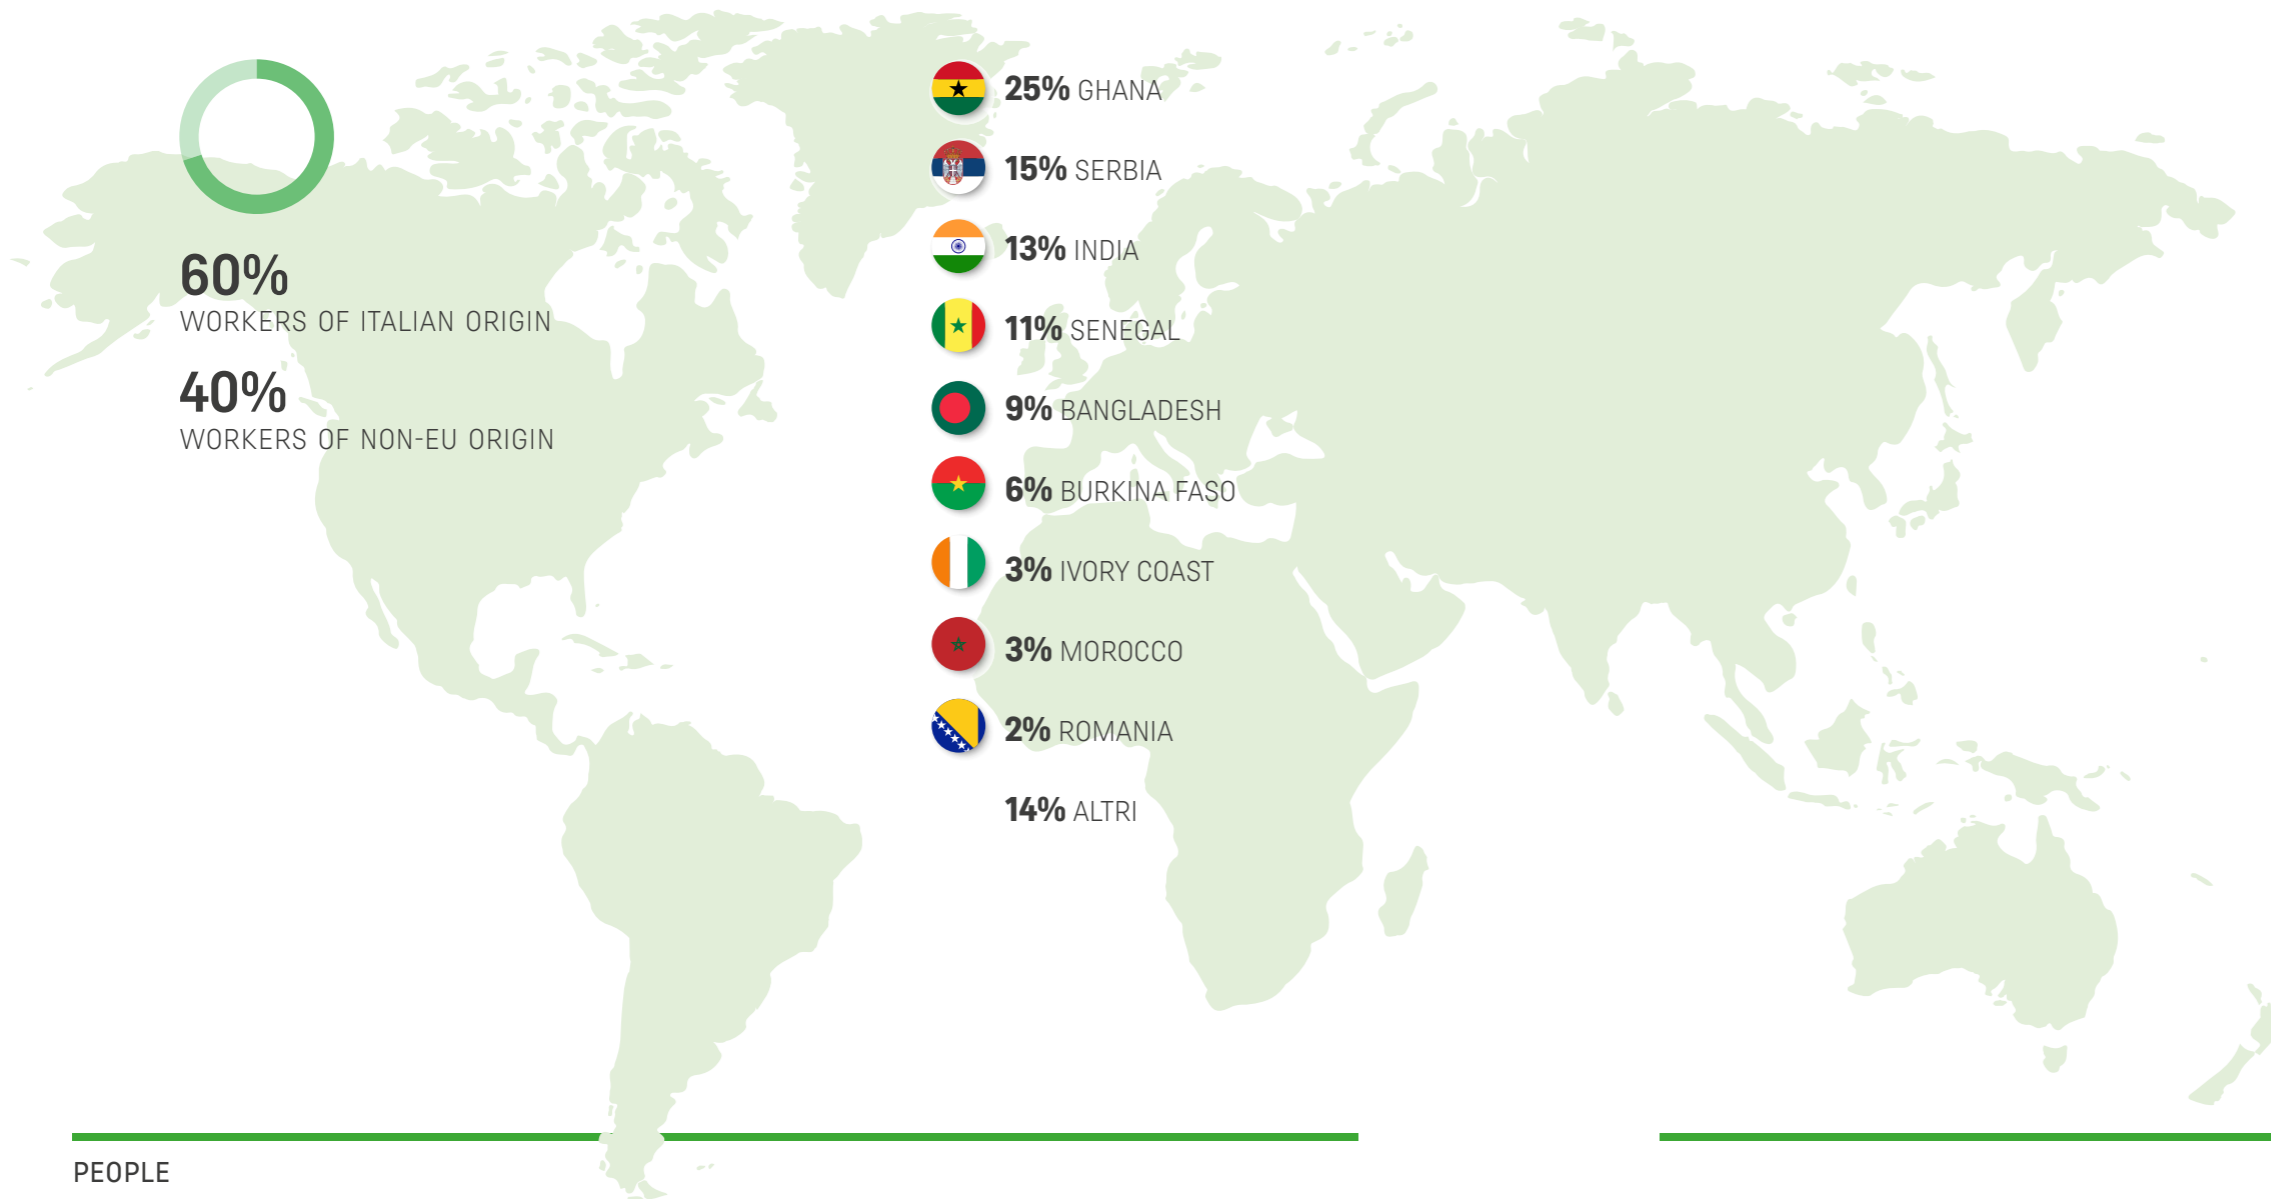 60%
WORKERS OF ITALIAN ORIGIN
40%
WORKERS OF NON-EU ORIGIN
25% GHANA
15% SERBIA
13% INDIA
11% SENEGAL
9% BANGLADESH
6% BURKINA FASO
3% IVORY COAST
3% MOROCCO
2% ROMANIA
14% ALTRI
PEOPLE